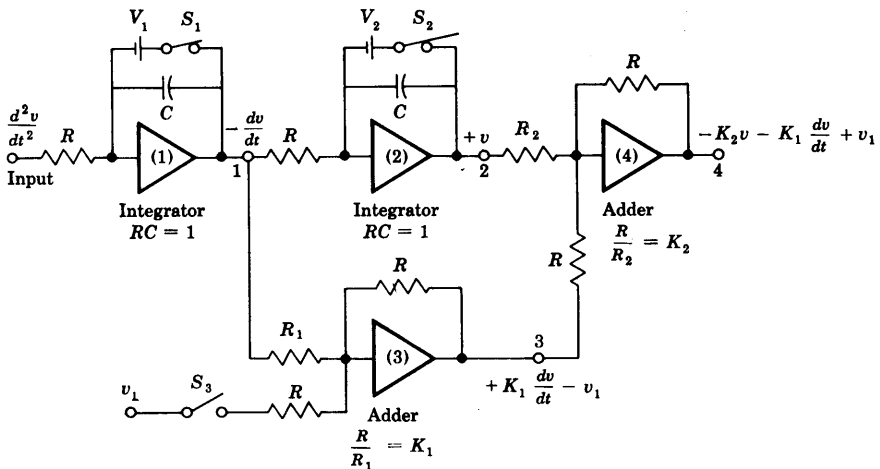 V₁ S₁
V₂ S₂
C
C
R
d²v/dt²
R
Input
(1)
− dv/dt
1
R
(2)
+ v
2
R₂
(4)
− K₂v − K₁ dv/dt + v₁
4
Integrator
RC = 1
Integrator
RC = 1
Adder
R/R₂ = K₂
R
R
R₁
(3)
3
+ K₁ dv/dt − v₁
v₁
S₃
R
Adder
R/R₁ = K₁